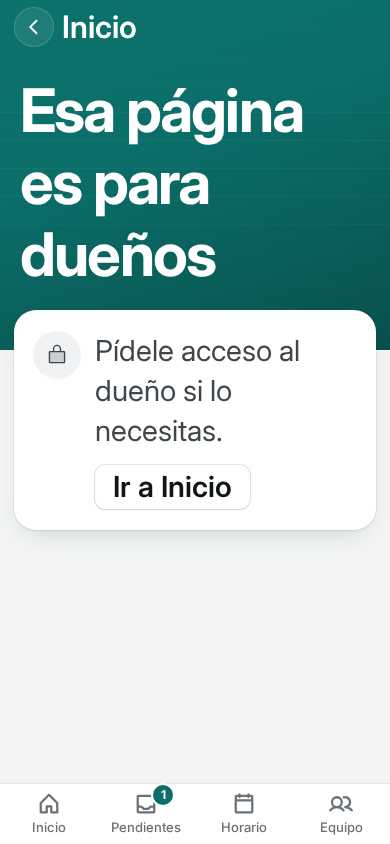 Inicio
Esa página
es para
dueños
Pídele acceso al
dueño si lo
necesitas.
Ir a Inicio
1
Inicio
Pendientes
Horario
Equipo